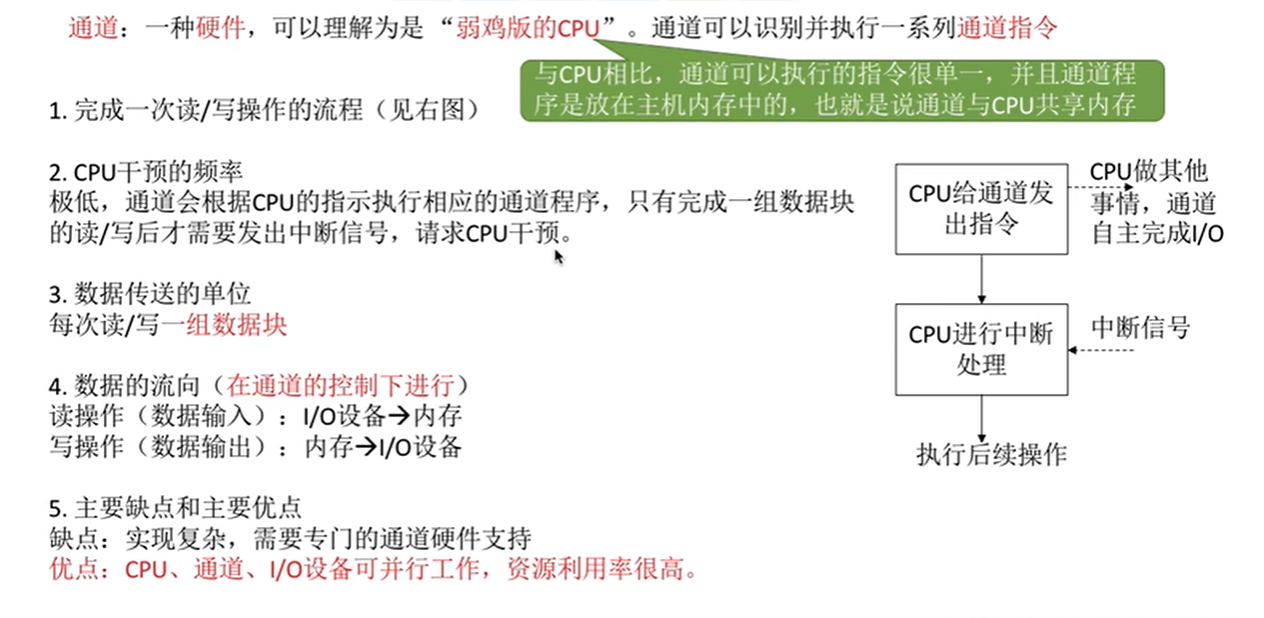 通道：一种硬件，可以理解为是 “弱鸡版的CPU” 。通道可以识别并执行一系列通道指令
与CPU相比，通道可以执行的指令很单一，并且通道程
序是放在主机内存中的，也就是说通道与CPU共享内存
1. 完成一次读/写操作的流程（见右图）
2. CPU干预的频率
极低，通道会根据CPU的指示执行相应的通道程序，只有完成一组数据块
的读/写后才需要发出中断信号，请求CPU干预。
3. 数据传送的单位
每次读/写一组数据块
4. 数据的流向（在通道的控制下进行）
读操作（数据输入）：I/O设备→内存
写操作（数据输出）：内存→I/O设备
5. 主要缺点和主要优点
缺点：实现复杂，需要专门的通道硬件支持
优点：CPU、通道、I/O设备可并行工作，资源利用率很高。
CPU给通道发
出指令
CPU做其他
事情，通道
自主完成I/O
CPU进行中断
处理
中断信号
执行后续操作